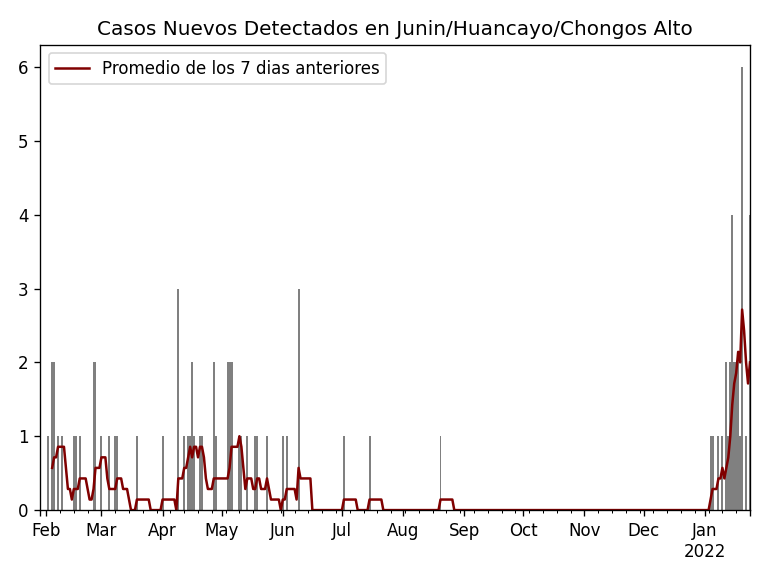 Casos Nuevos Detectados en Junin/Huancayo/Chongos Alto
Promedio de los 7 dias anteriores
6
5
4
3
2
1
0
Feb Mar Apr May Jun Jul Aug Sep Oct Nov Dec Jan
2022